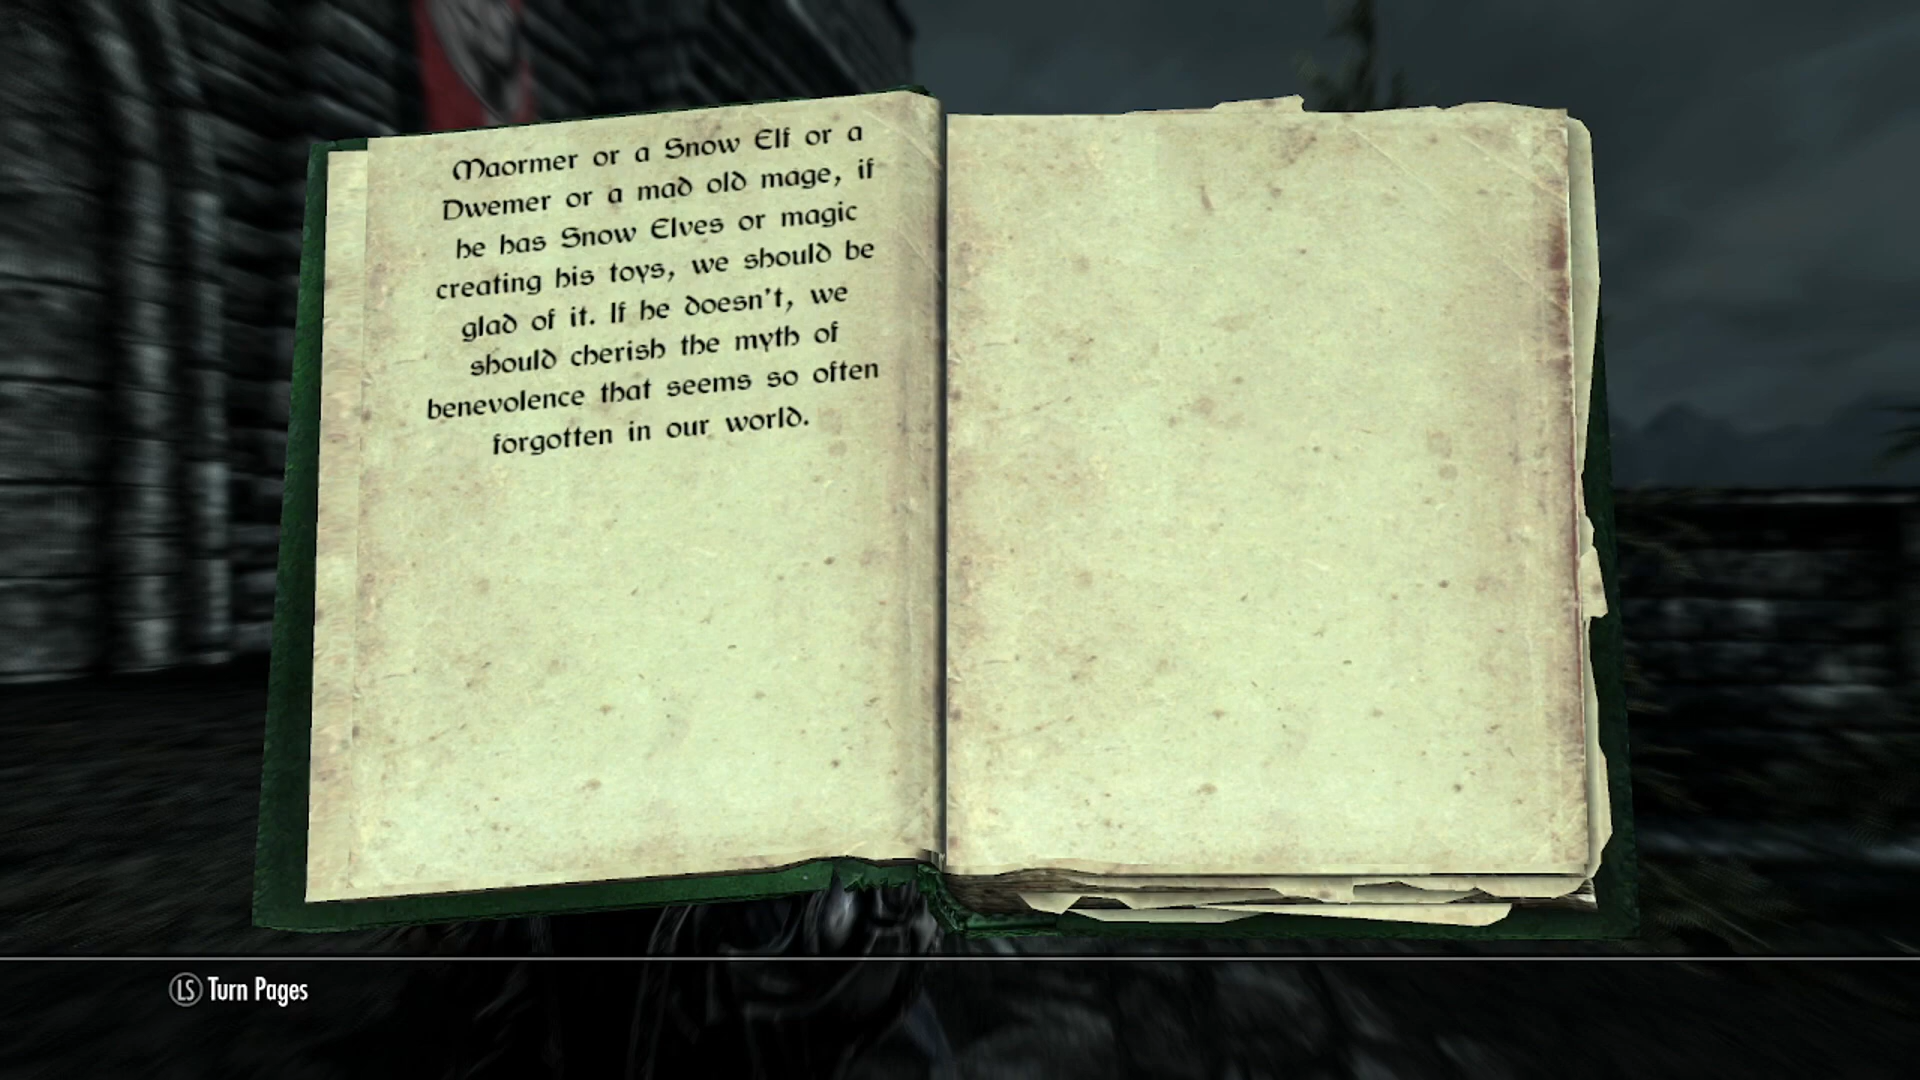 Maormer or a Snow Elf or a
Dwemer or a mad old mage, if
he has Snow Elves or magic
creating his toys, we should be
glad of it. If he doesn't, we
should cherish the myth of
benevolence that seems so often
forgotten in our world.
LS Turn Pages